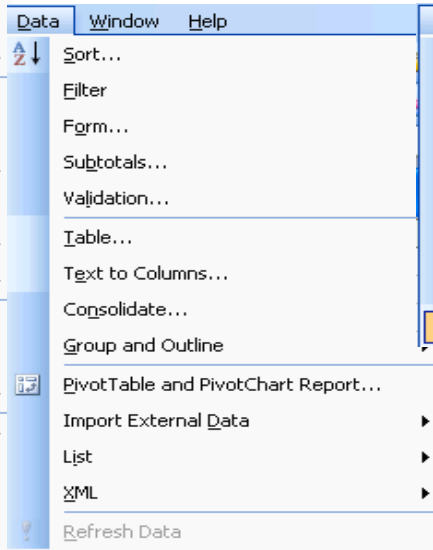 Data Window Help
Sort...
Filter
Form...
Subtotals...
Validation...
Table...
Text to Columns...
Consolidate...
Group and Outline
PivotTable and PivotChart Report...
Import External Data
List
XML
Refresh Data